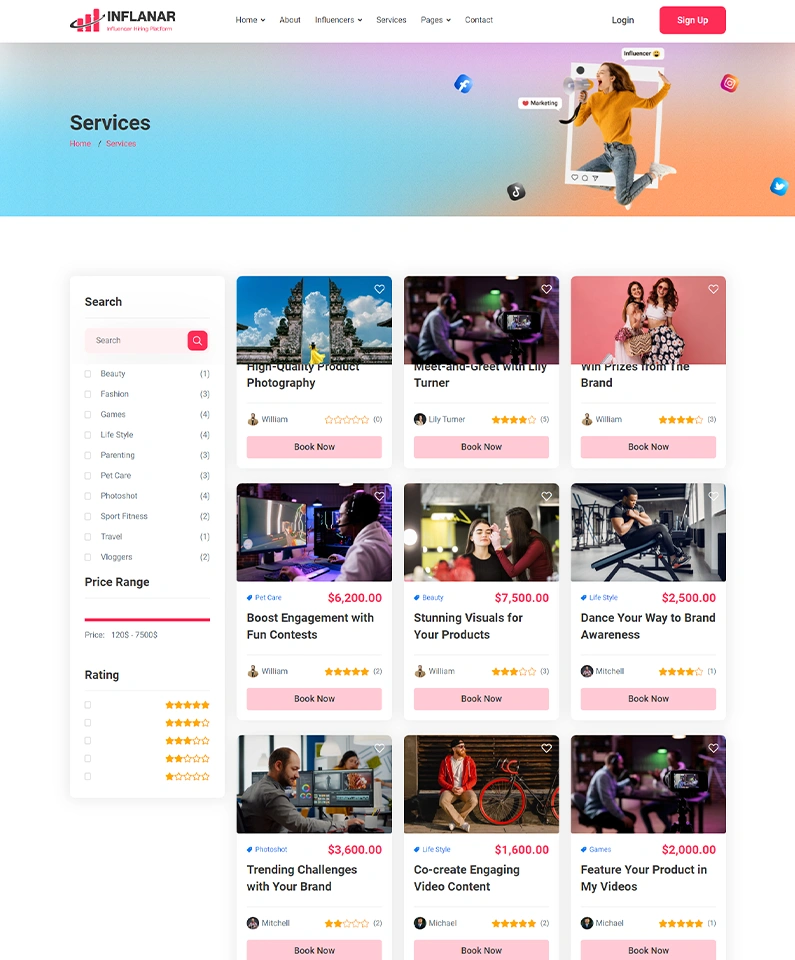 INFLANAR
Influencer Hiring Platform
Home
About
Influencers
Services
Pages
Contact
Login
Sign Up
Influencer
Marketing
Services
Home / Services
Search
Search
Beauty (1)
Fashion (3)
Games (4)
Life Style (4)
Parenting (3)
Pet Care (3)
Photoshot (4)
Sport Fitness (2)
Travel (1)
Vloggers (2)
Price Range
Price: 120$ - 7500$
Rating
High-Quality Product
Photography
William (0)
Book Now
Meet-and-Greet with Lily
Turner
Lily Turner (5)
Book Now
Win Prizes from The
Brand
William (3)
Book Now
Pet Care $6,200.00
Boost Engagement with
Fun Contests
William (2)
Book Now
Beauty $7,500.00
Stunning Visuals for
Your Products
William (3)
Book Now
Life Style $2,500.00
Dance Your Way to Brand
Awareness
Mitchell (1)
Book Now
Photoshot $3,600.00
Trending Challenges
with Your Brand
Mitchell (2)
Book Now
Life Style $1,600.00
Co-create Engaging
Video Content
Michael (2)
Book Now
Games $2,000.00
Feature Your Product in
My Videos
Michael (1)
Book Now